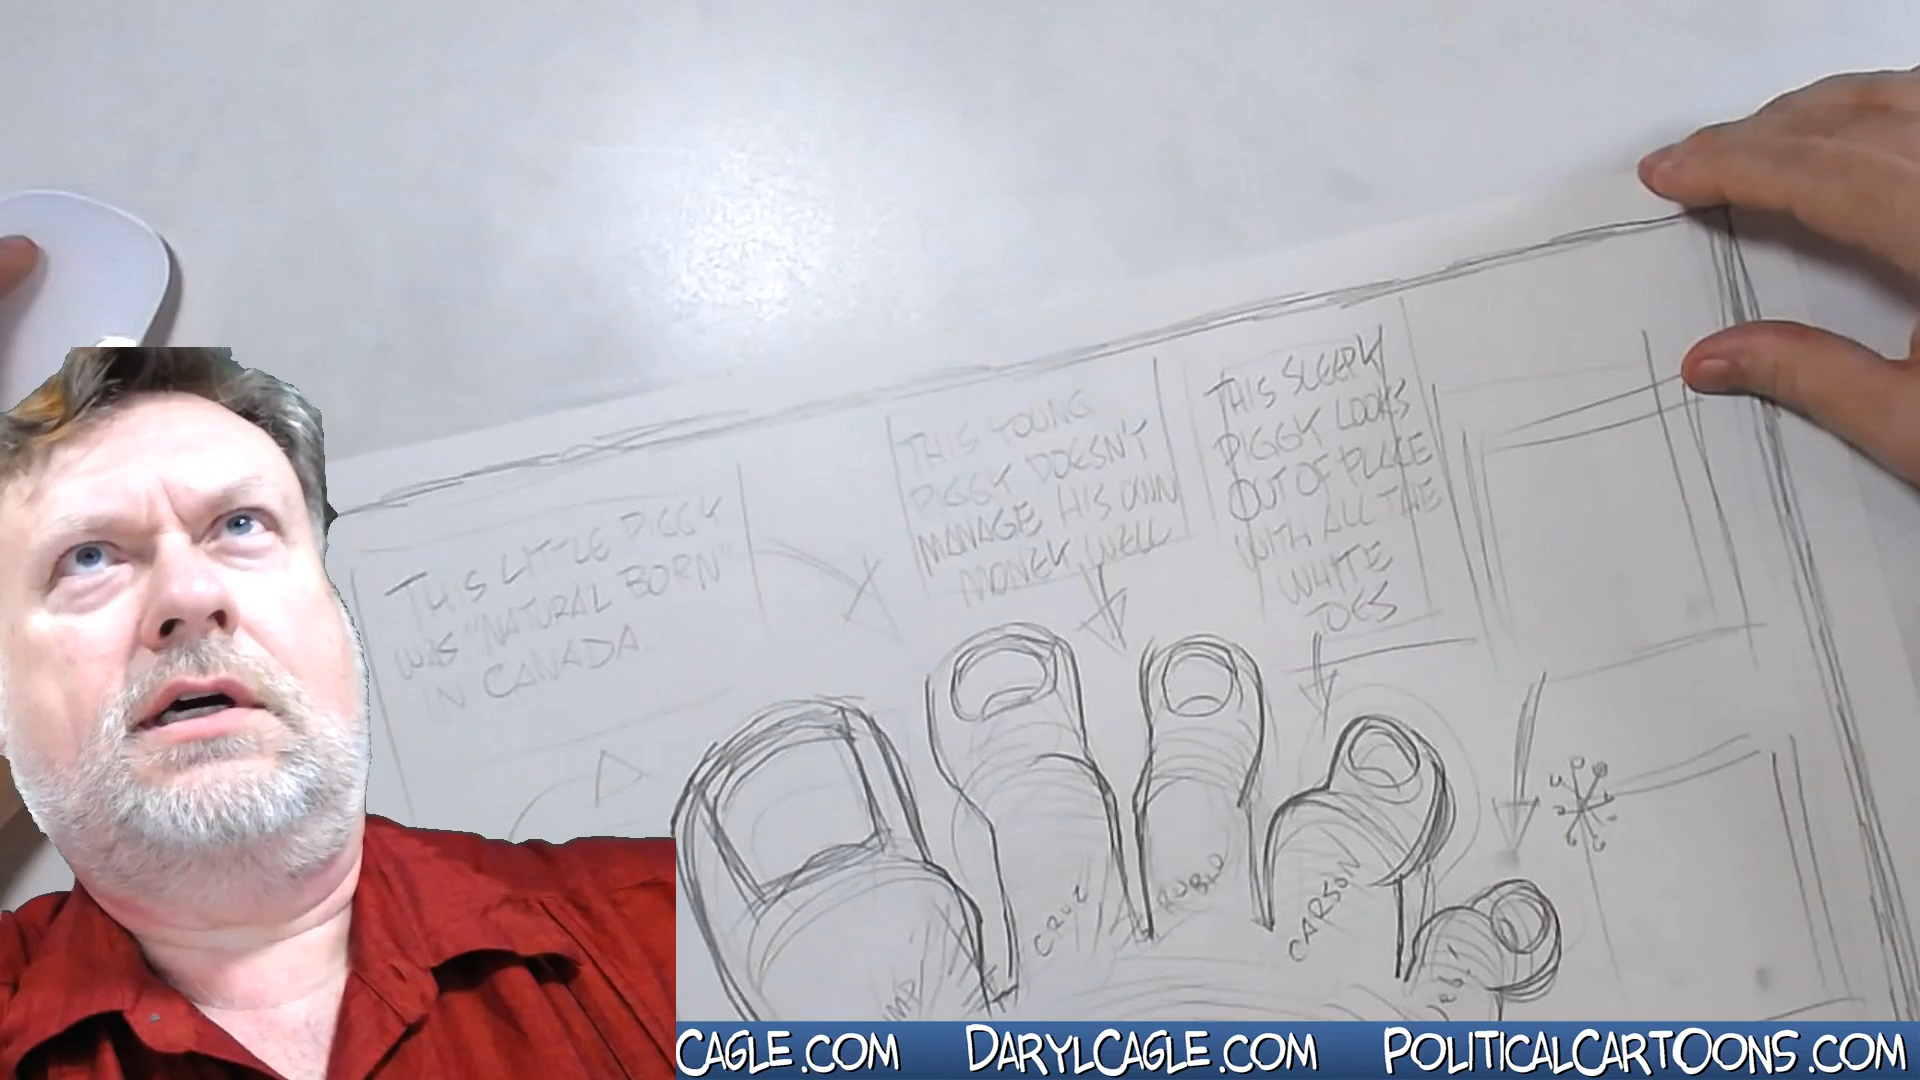 THIS LITTLE PIGGY
WAS "NATURAL BORN"
IN CANADA
THIS YOUNG
PIGGY DOESN'T
MANAGE HIS OWN
MONEY WELL
THIS SLEEPY
PIGGY LOOKS
OUT OF PLACE
WITH ALL THE
WHITE
TOES
CRUZ
RUBIO
CARSON
Jeb!
CAGLE.COM DARYLCAGLE.COM POLITICALCARTOONS.COM